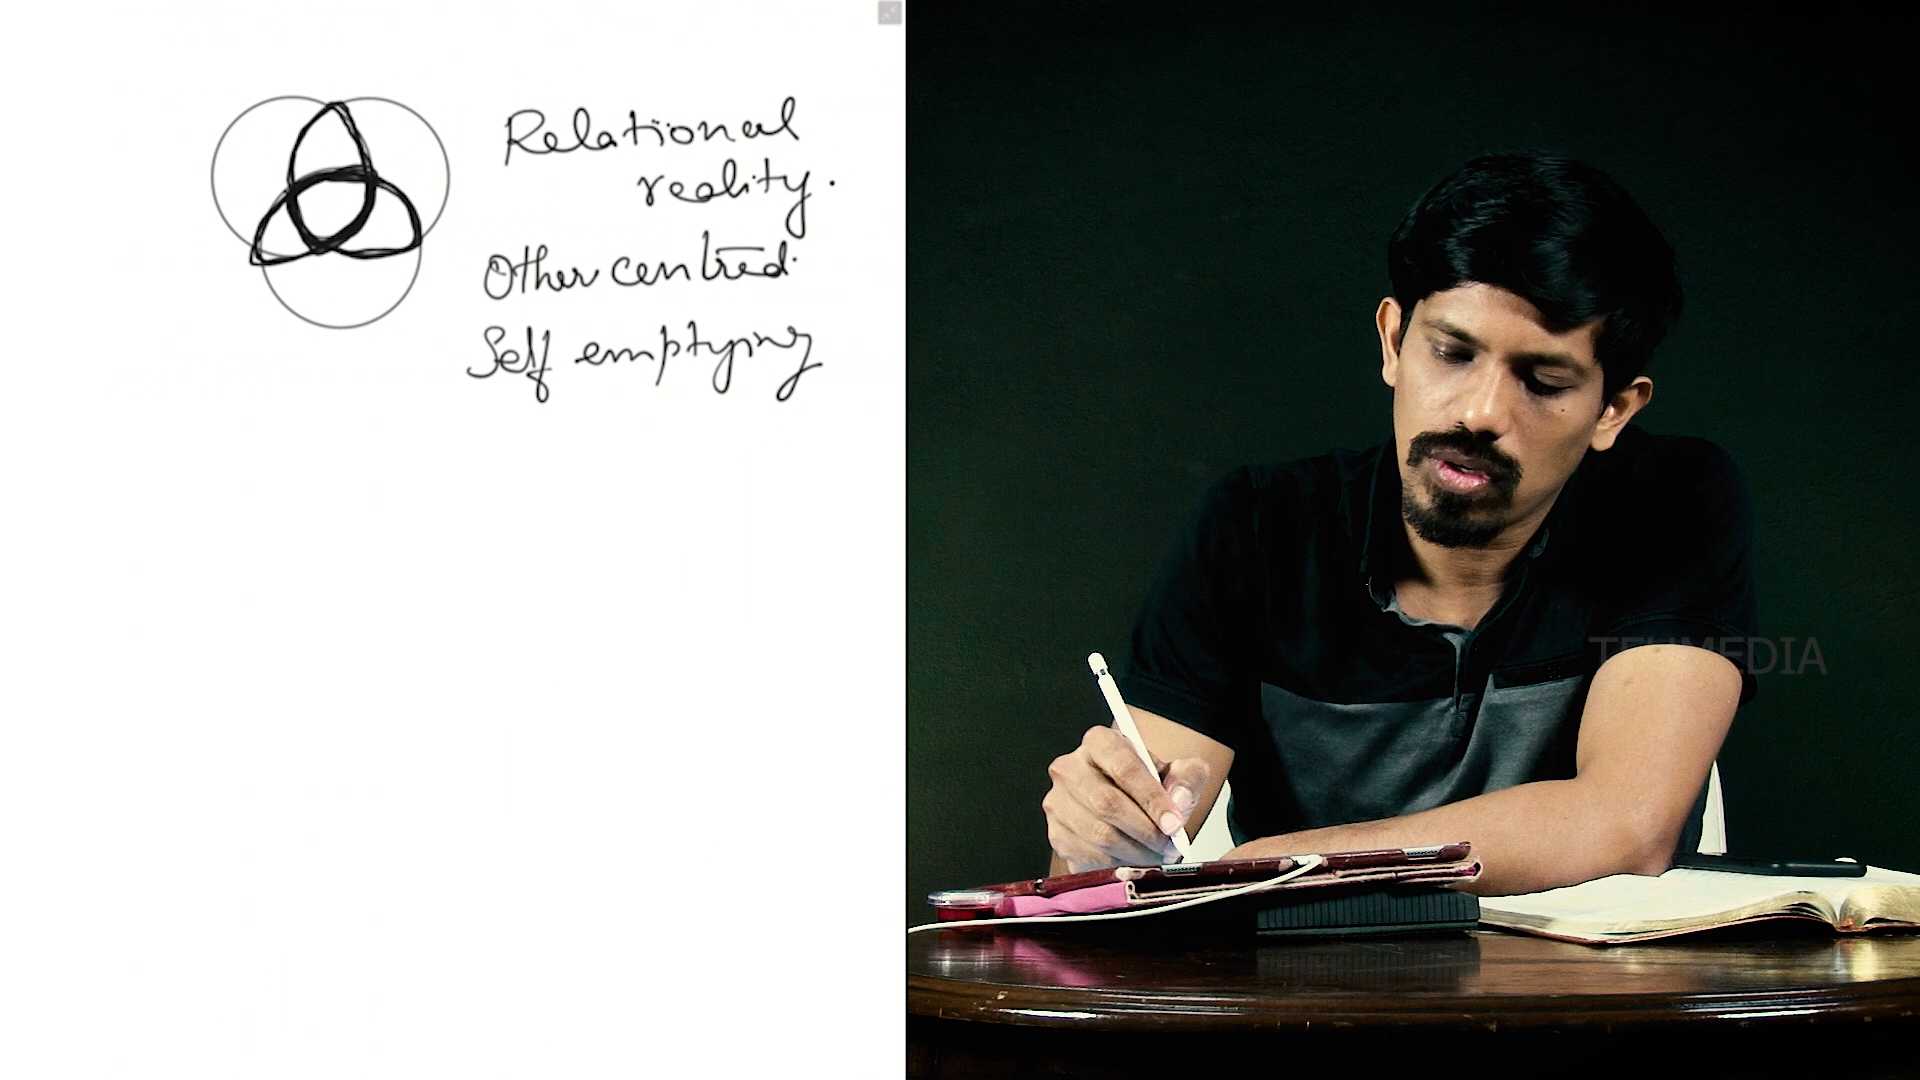 Relational
reality.
Other centred.
Self emptying